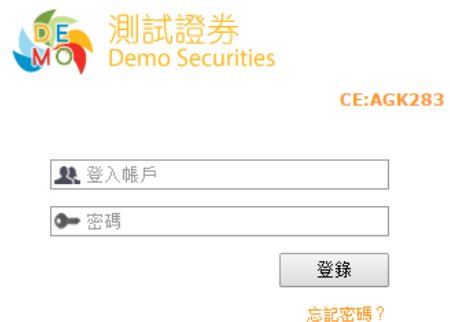 DEMO
測試證券
Demo Securities
CE:AGK283
登入帳戶
密碼
登錄
忘記密碼？